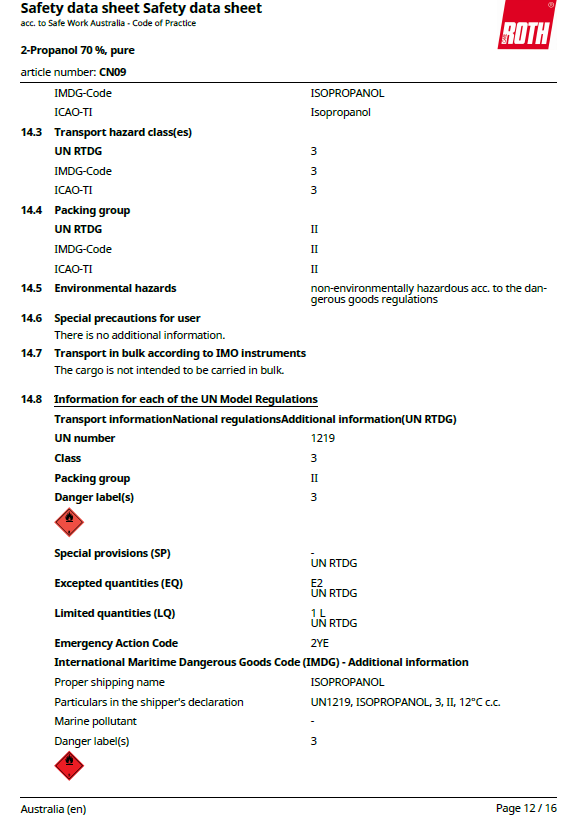 Safety data sheet Safety data sheet
acc. to Safe Work Australia - Code of Practice
ROTH
®
2-Propanol 70 %, pure
article number: CN09
IMDG-Code ISOPROPANOL
ICAO-TI Isopropanol
14.3 Transport hazard class(es)
UN RTDG 3
IMDG-Code 3
ICAO-TI 3
14.4 Packing group
UN RTDG II
IMDG-Code II
ICAO-TI II
14.5 Environmental hazards non-environmentally hazardous acc. to the dan-
gerous goods regulations
14.6 Special precautions for user
There is no additional information.
14.7 Transport in bulk according to IMO instruments
The cargo is not intended to be carried in bulk.
14.8 Information for each of the UN Model Regulations
Transport informationNational regulationsAdditional information(UN RTDG)
UN number 1219
Class 3
Packing group II
Danger label(s) 3
Special provisions (SP) -
UN RTDG
Excepted quantities (EQ) E2
UN RTDG
Limited quantities (LQ) 1 L
UN RTDG
Emergency Action Code 2YE
International Maritime Dangerous Goods Code (IMDG) - Additional information
Proper shipping name ISOPROPANOL
Particulars in the shipper's declaration UN1219, ISOPROPANOL, 3, II, 12°C c.c.
Marine pollutant -
Danger label(s) 3
Australia (en) Page 12 / 16